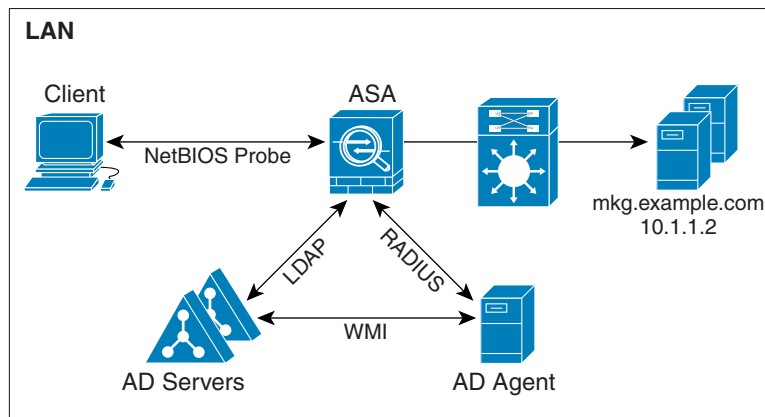 LAN
Client
ASA
NetBIOS Probe
mkg.example.com
10.1.1.2
LDAP
RADIUS
WMI
AD Servers
AD Agent